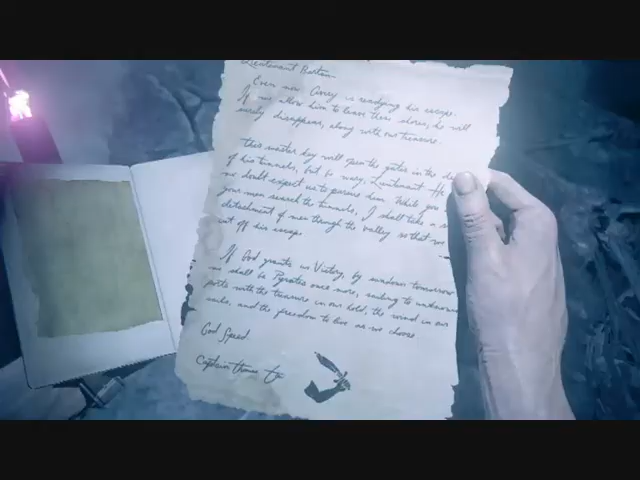 Lieutenant Burton
Even now Avery is readying his escape.
If we allow him to leave these shores, he will
surely disappear, along with our treasure.
This master key will open the gates in the
of his tunnels, but be wary, Lieutenant. He
no doubt expect us to pursue him. While you
your men search the tunnels, I shall take a
detachment of men through the valley so that
cut off his escape.
If God grants us Victory, by sundown tomorrow
we shall be Pyrates once more, sailing to unknown
ports with the treasure in our hold, the wind in our
sails, and the freedom to live as we choose.
God Speed.
Captain Thomas Tew